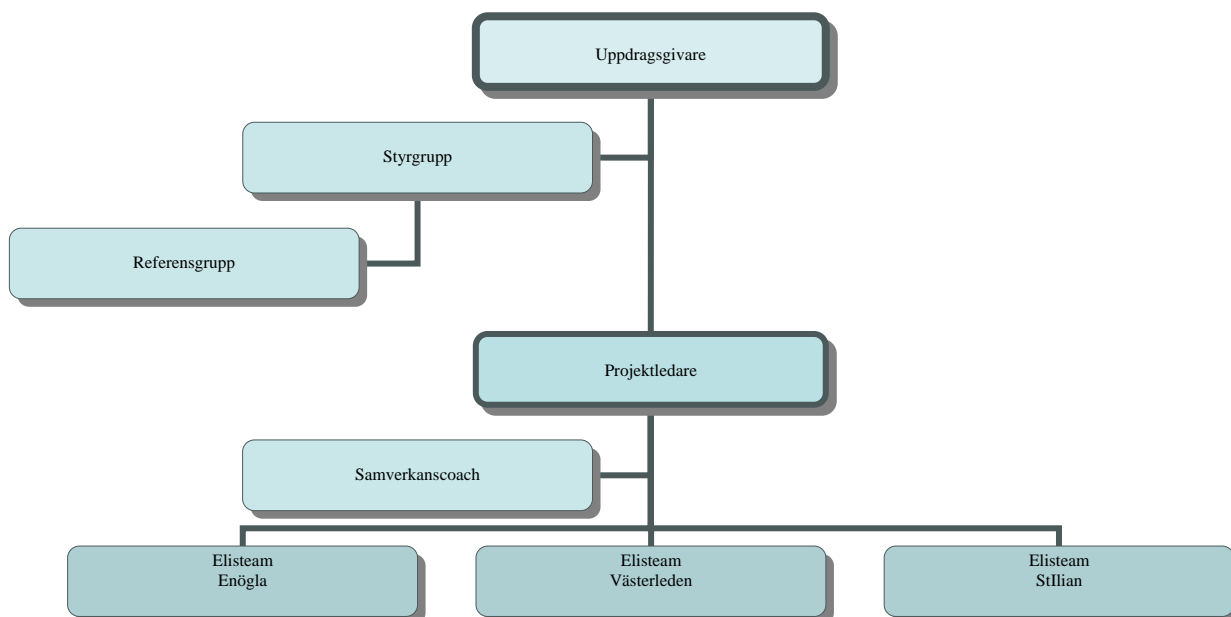 Uppdragsgivare
Styrgrupp
Referensgrupp
Projektledare
Samverkanscoach
Elisteam
Enögla
Elisteam
Västerleden
Elisteam
StIlian